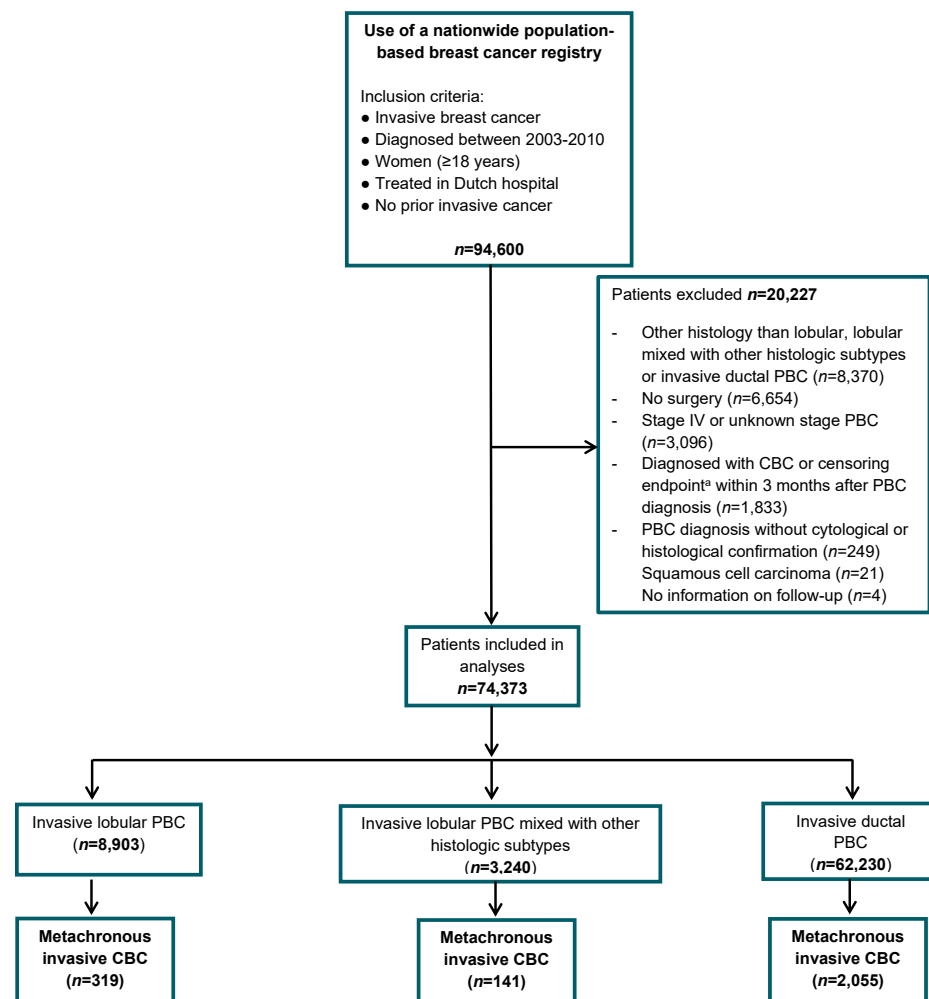 Use of a nationwide population-
based breast cancer registry
Inclusion criteria:
● Invasive breast cancer
● Diagnosed between 2003-2010
● Women (≥18 years)
● Treated in Dutch hospital
● No prior invasive cancer
n=94,600
Patients excluded n=20,227
- Other histology than lobular, lobular
mixed with other histologic subtypes
or invasive ductal PBC (n=8,370)
- No surgery (n=6,654)
- Stage IV or unknown stage PBC
(n=3,096)
- Diagnosed with CBC or censoring
endpointᵃ within 3 months after PBC
diagnosis (n=1,833)
- PBC diagnosis without cytological or
histological confirmation (n=249)
Squamous cell carcinoma (n=21)
No information on follow-up (n=4)
Patients included in
analyses
n=74,373
Invasive lobular PBC
(n=8,903)
Invasive lobular PBC mixed with other
histologic subtypes
(n=3,240)
Invasive ductal
PBC
(n=62,230)
Metachronous
invasive CBC
(n=319)
Metachronous
invasive CBC
(n=141)
Metachronous
invasive CBC
(n=2,055)